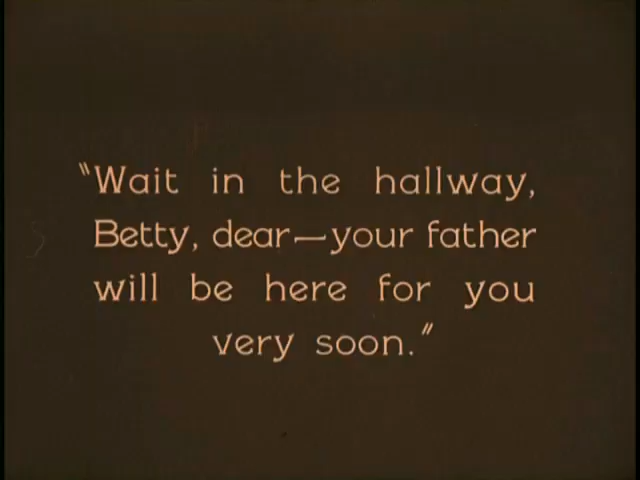 "Wait in the hallway,
Betty, dear—your father
will be here for you
very soon."